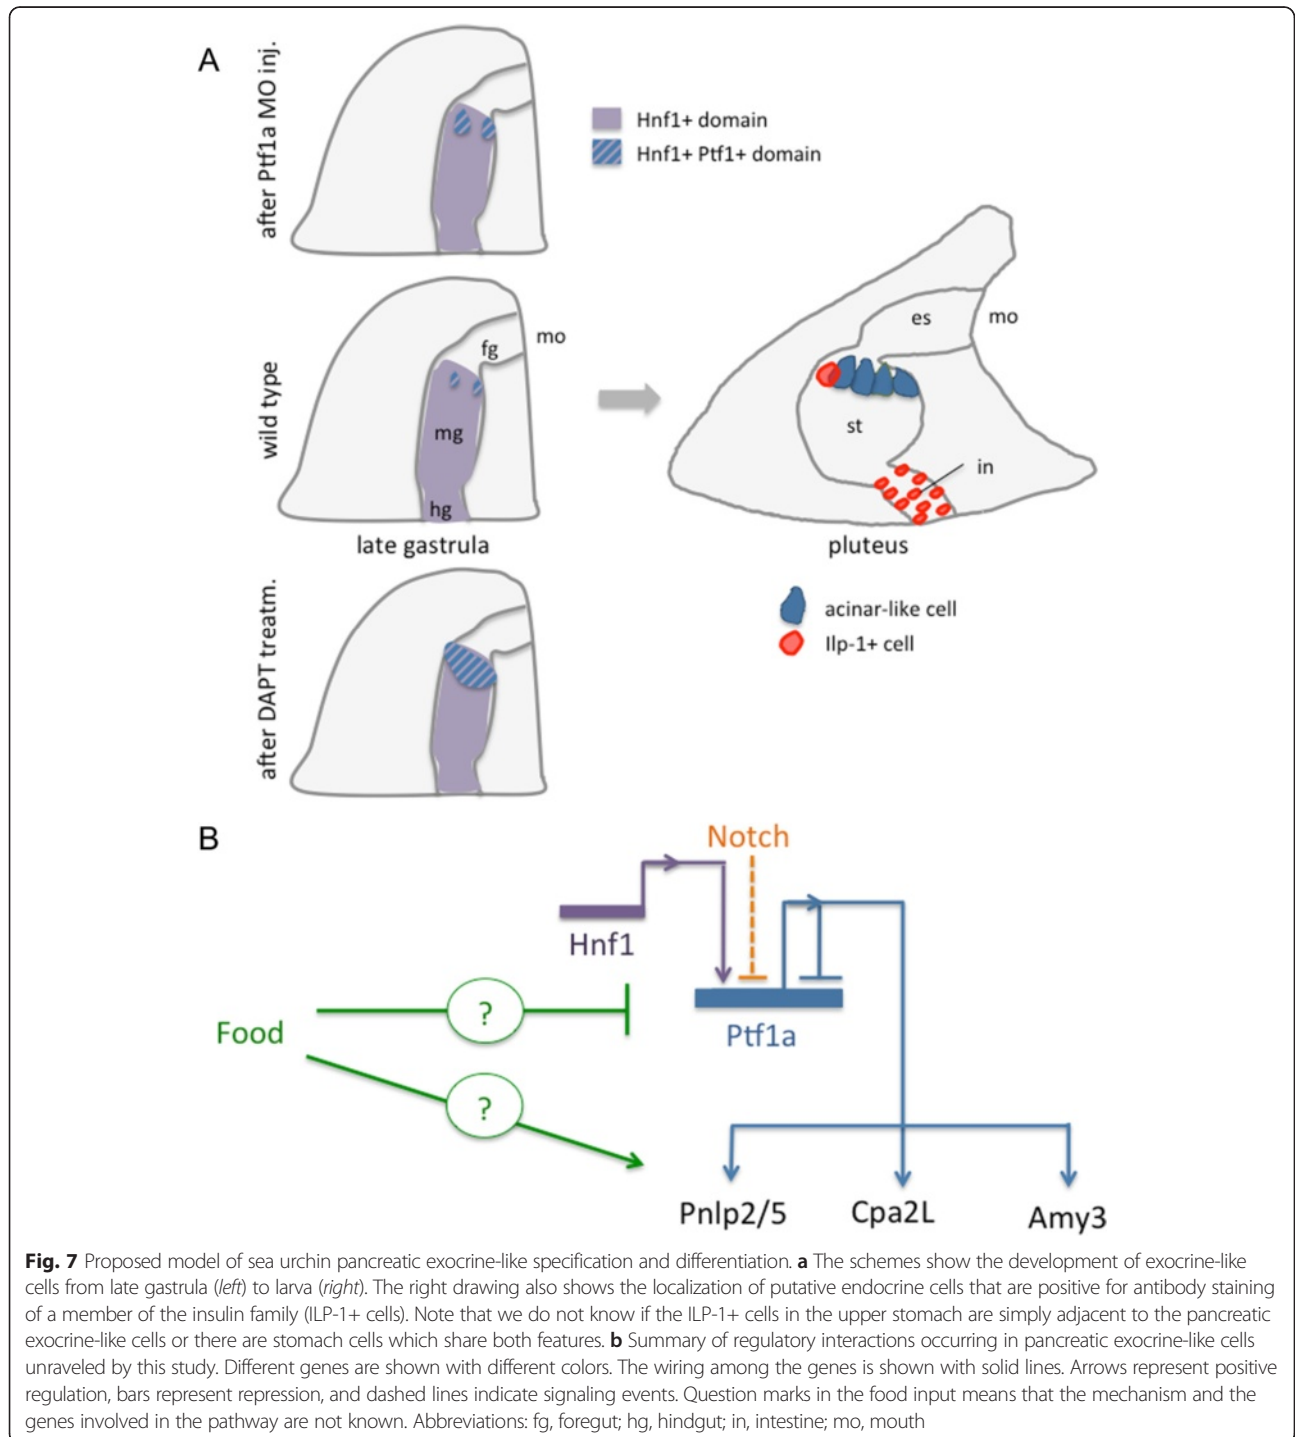 A
after Ptf1a MO inj.
Hnf1+ domain
Hnf1+ Ptf1+ domain
wild type
mo
fg
mg
hg
late gastrula
es
mo
st
in
pluteus
acinar-like cell
Ilp-1+ cell
after DAPT treatm.
B
Notch
Hnf1
Ptf1a
Food
?
?
Pnlp2/5
Cpa2L
Amy3
Fig. 7 Proposed model of sea urchin pancreatic exocrine-like specification and differentiation. a The schemes show the development of exocrine-like
cells from late gastrula (left) to larva (right). The right drawing also shows the localization of putative endocrine cells that are positive for antibody staining
of a member of the insulin family (ILP-1+ cells). Note that we do not know if the ILP-1+ cells in the upper stomach are simply adjacent to the pancreatic
exocrine-like cells or there are stomach cells which share both features. b Summary of regulatory interactions occurring in pancreatic exocrine-like cells
unraveled by this study. Different genes are shown with different colors. The wiring among the genes is shown with solid lines. Arrows represent positive
regulation, bars represent repression, and dashed lines indicate signaling events. Question marks in the food input means that the mechanism and the
genes involved in the pathway are not known. Abbreviations: fg, foregut; hg, hindgut; in, intestine; mo, mouth